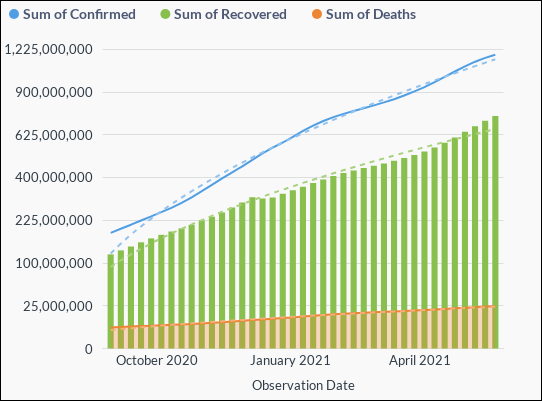 Sum of Confirmed Sum of Recovered Sum of Deaths
1,225,000,000
900,000,000
625,000,000
400,000,000
225,000,000
100,000,000
25,000,000
0
October 2020 January 2021 April 2021
Observation Date